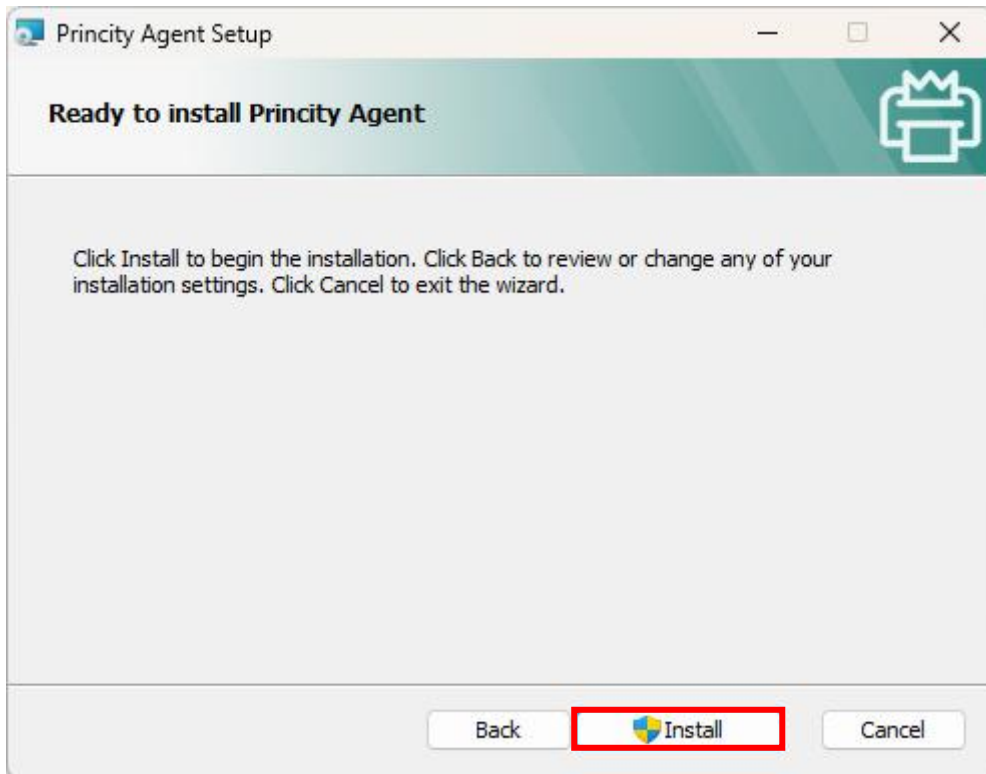 Princity Agent Setup
Ready to install Princity Agent
Click Install to begin the installation. Click Back to review or change any of your
installation settings. Click Cancel to exit the wizard.
Back
Install
Cancel